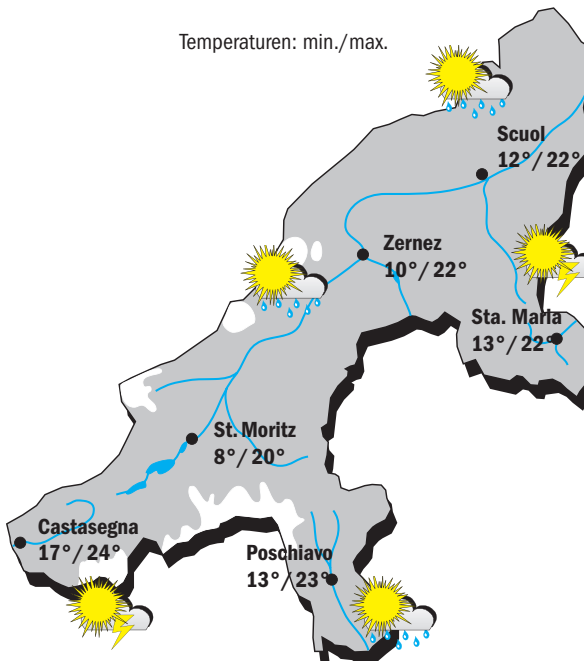 Temperaturen: min./max.
Scuol
12°/22°
Zernez
10°/22°
Sta. Maria
13°/22°
St. Moritz
8°/20°
Castasegna
17°/24°
Poschiavo
13°/23°